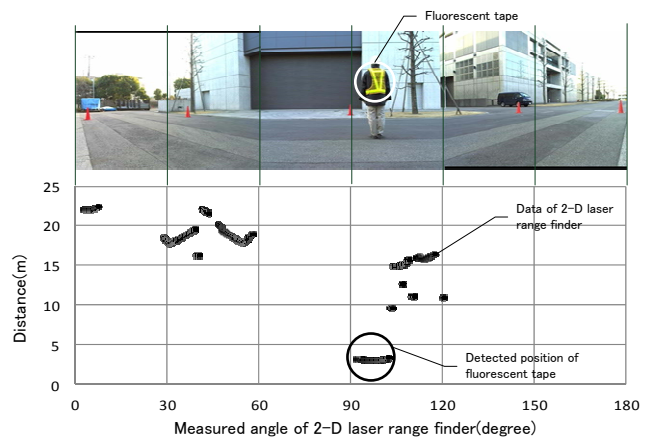 Fluorescent tape
25
20
15
10
5
0
Distance(m)
Data of 2-D laser
range finder
Detected position of
fluorescent tape
0 30 60 90 120 150 180
Measured angle of 2-D laser range finder(degree)